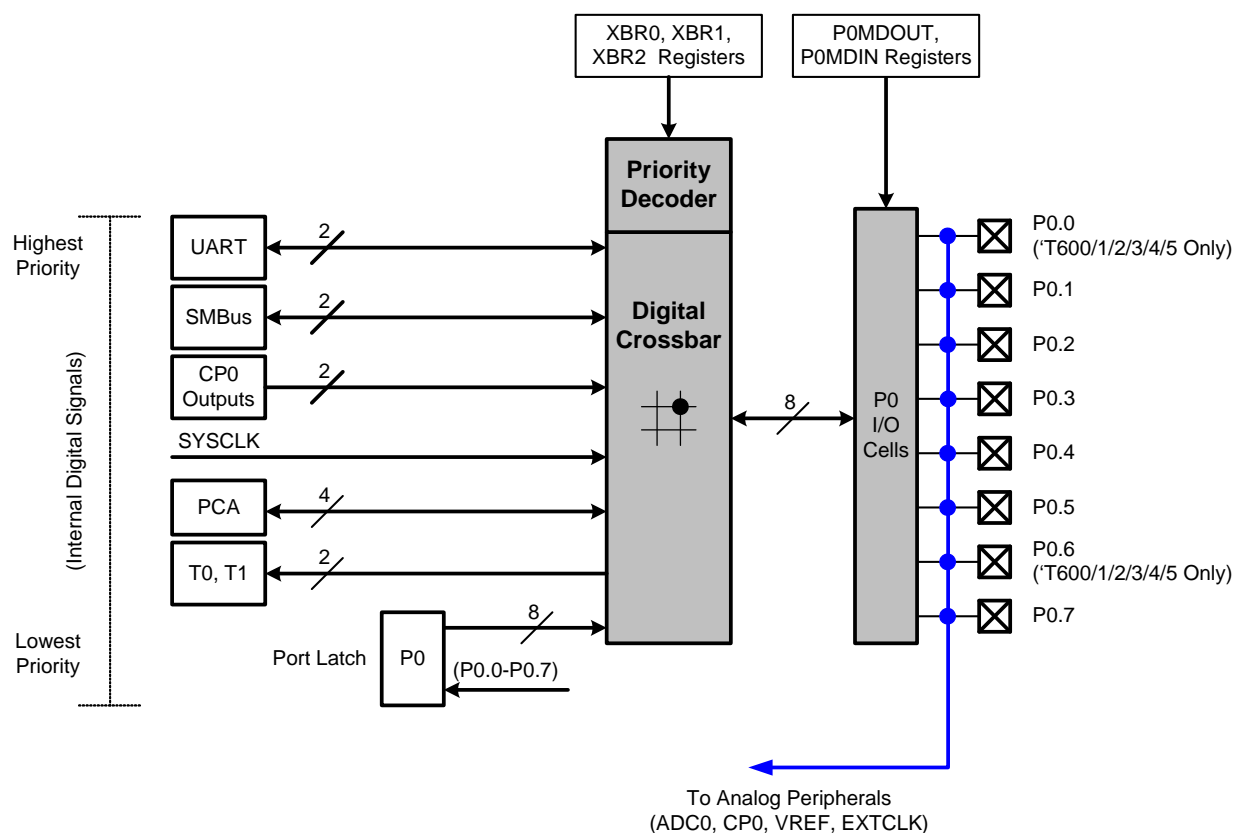 XBR0, XBR1,
XBR2 Registers
P0MDOUT,
P0MDIN Registers
Priority
Decoder
Highest
Priority
UART
2
SMBus
2
CP0
Outputs
2
SYSCLK
PCA
4
T0, T1
2
(Internal Digital Signals)
Lowest
Priority
Port Latch
P0
8
(P0.0-P0.7)
Digital
Crossbar
8
P0
I/O
Cells
P0.0
(‘T600/1/2/3/4/5 Only)
P0.1
P0.2
P0.3
P0.4
P0.5
P0.6
(‘T600/1/2/3/4/5 Only)
P0.7
To Analog Peripherals
(ADC0, CP0, VREF, EXTCLK)